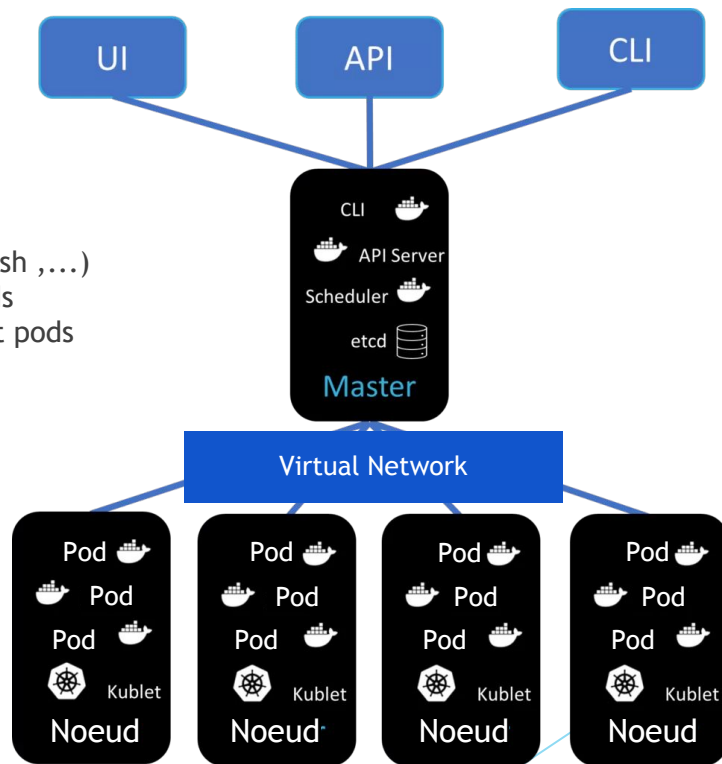 UI
API
CLI
CLI
API Server
Scheduler
etcd
Master
sh ,...)
s
t pods
Virtual Network
Pod
Pod
Pod
Kublet
Noeud
Pod
Pod
Pod
Kublet
Noeud
Pod
Pod
Pod
Kublet
Noeud
Pod
Pod
Pod
Kublet
Noeud